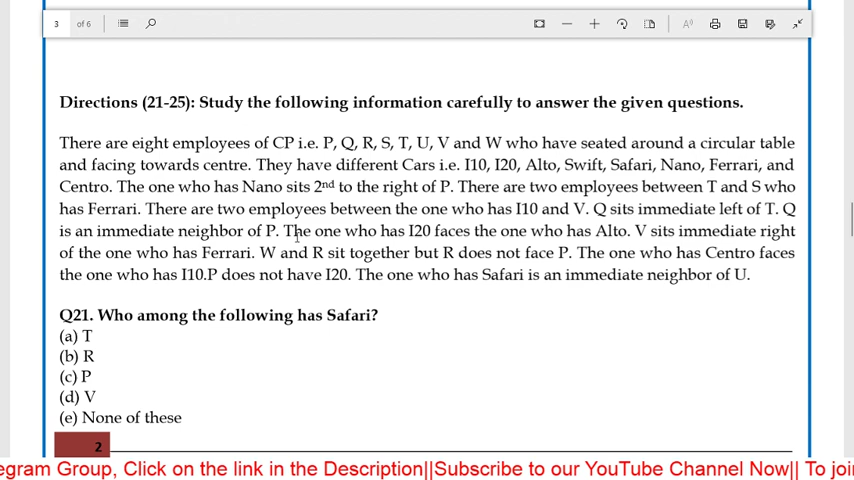 3 of 6
Directions (21-25): Study the following information carefully to answer the given questions.
There are eight employees of CP i.e. P, Q, R, S, T, U, V and W who have seated around a circular table
and facing towards centre. They have different Cars i.e. I10, I20, Alto, Swift, Safari, Nano, Ferrari, and
Centro. The one who has Nano sits 2nd to the right of P. There are two employees between T and S who
has Ferrari. There are two employees between the one who has I10 and V. Q sits immediate left of T. Q
is an immediate neighbor of P. The one who has I20 faces the one who has Alto. V sits immediate right
of the one who has Ferrari. W and R sit together but R does not face P. The one who has Centro faces
the one who has I10.P does not have I20. The one who has Safari is an immediate neighbor of U.
Q21. Who among the following has Safari?
(a) T
(b) R
(c) P
(d) V
(e) None of these
2
egram Group, Click on the link in the Description||Subscribe to our YouTube Channel Now|| To joi